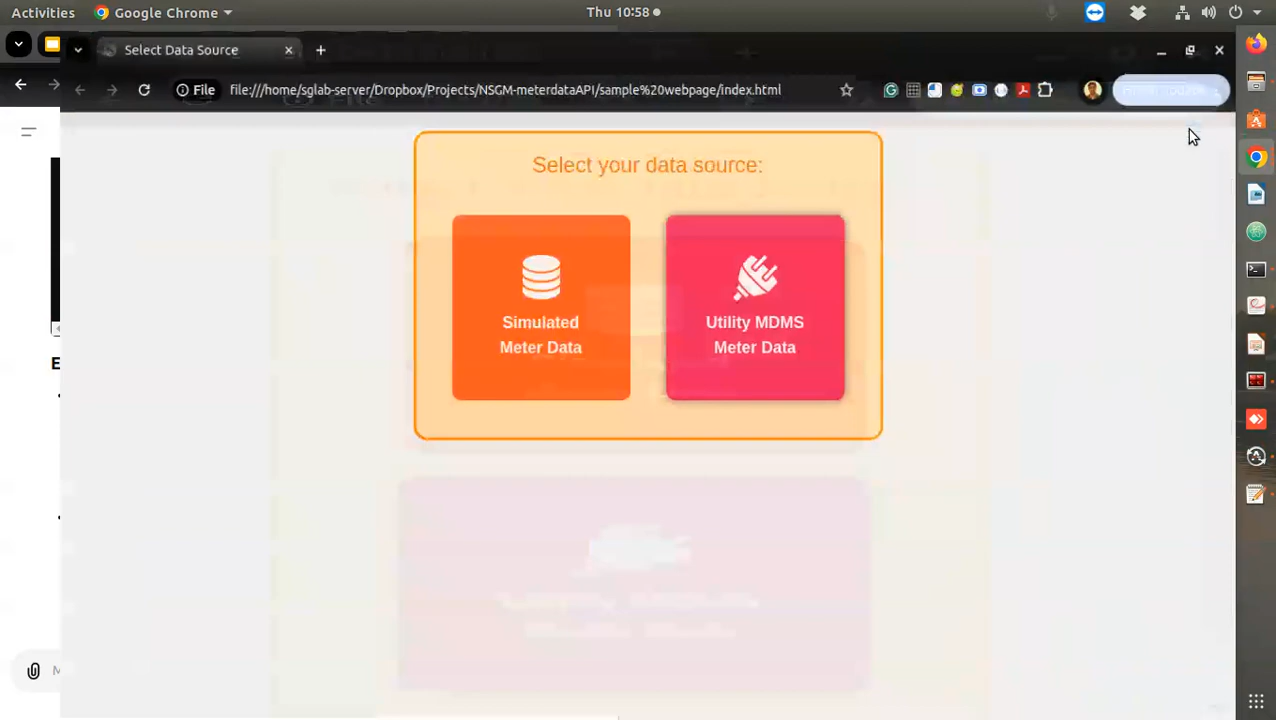 Activities
Google Chrome
Thu 10:58
Select Data Source
File
file:///home/sglab-server/Dropbox/Projects/NSGM-meterdataAPI/sample%20webpage/index.html
Select your data source:
Simulated
Meter Data
Utility MDMS
Meter Data
E
M